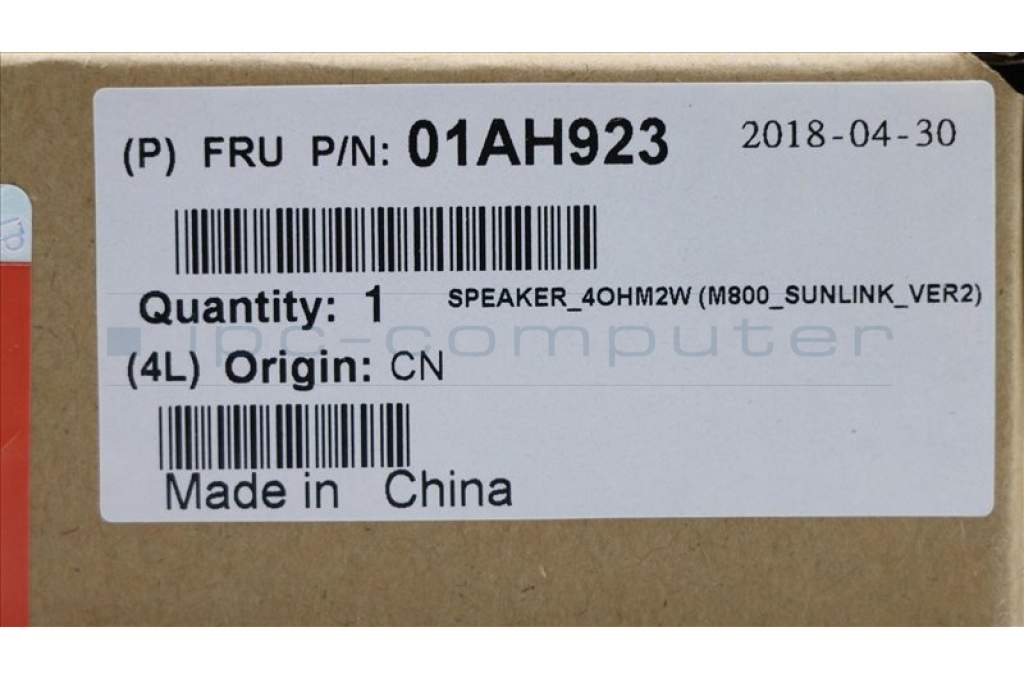 (P) FRU P/N: 01AH923 2018-04-30
Quantity: 1 SPEAKER_4OHM2W (M800_SUNLINK_VER2)
ipc-computer
(4L) Origin: CN
Made in China